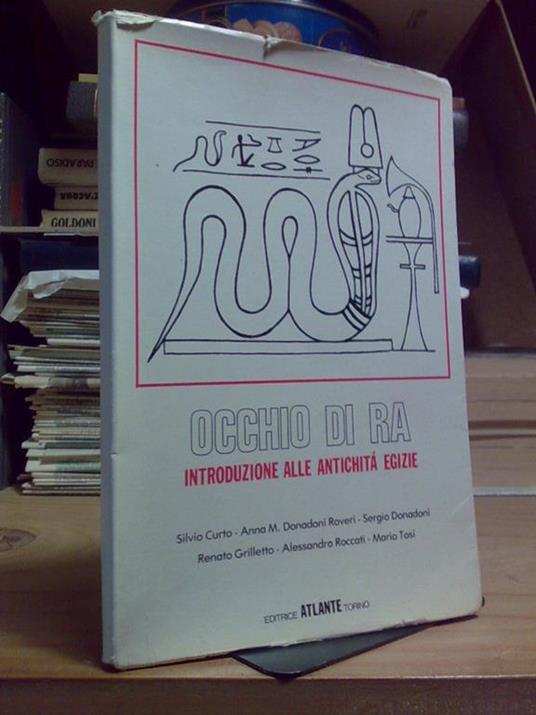 OCCHIO DI RA
INTRODUZIONE ALLE ANTICHITÁ EGIZIE
Silvio Curto - Anna M. Donadoni Roveri - Sergio Donadoni
Renato Grilletto - Alessandro Roccati - Mario Tosi
EDITRICE ATLANTE TORINO
PARADISO
GOLDONI